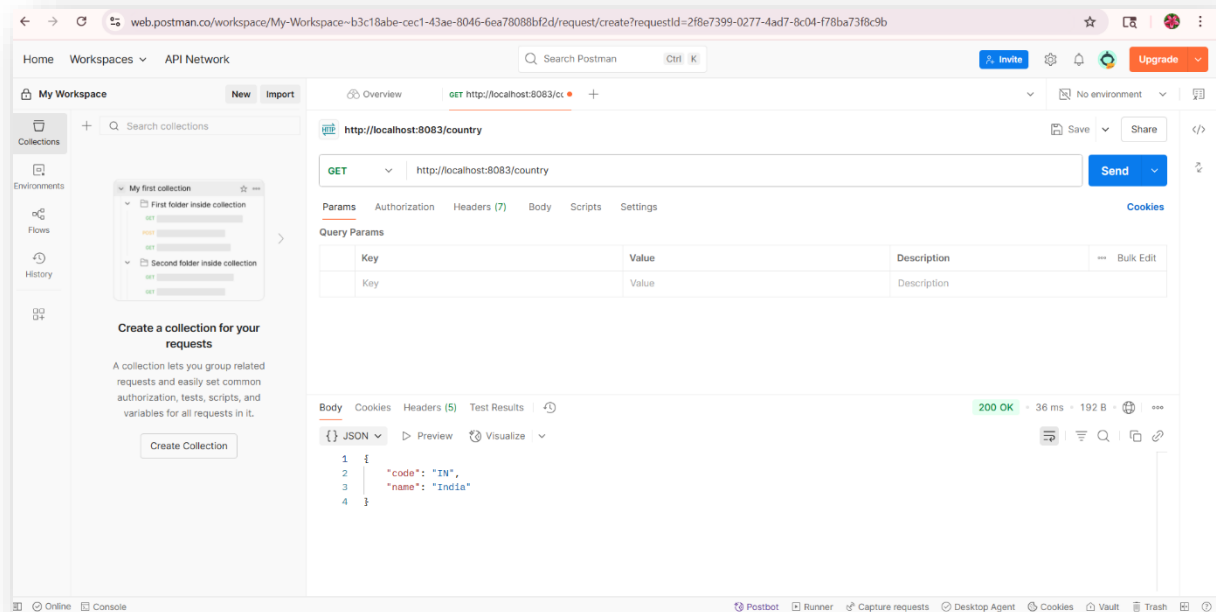 web.postman.co/workspace/My-Workspace~b3c18abe-cec1-43ae-8046-6ea78088bf2d/request/create?requestId=2f8e7399-0277-4ad7-8c04-f78ba73f8c9b
Home Workspaces API Network Search Postman Ctrl K Invite Upgrade
My Workspace New Import Overview GET http://localhost:8083/cc No environment
Collections
Search collections
HTTP http://localhost:8083/country Save Share
Environments
GET http://localhost:8083/country Send
My first collection
First folder inside collection
GET
POST
GET
Second folder inside collection
GET
GET
Flows
History
Params Authorization Headers (7) Body Scripts Settings Cookies
Query Params
Key Value Description Bulk Edit
Key Value Description
Create a collection for your
requests
A collection lets you group related
requests and easily set common
authorization, tests, scripts, and
variables for all requests in it.
Create Collection
Body Cookies Headers (5) Test Results 200 OK 36 ms 192 B
{} JSON Preview Visualize
1 {
2 "code": "IN",
3 "name": "India"
4 }
Online Console Postbot Runner Capture requests Desktop Agent Cookies Vault Trash